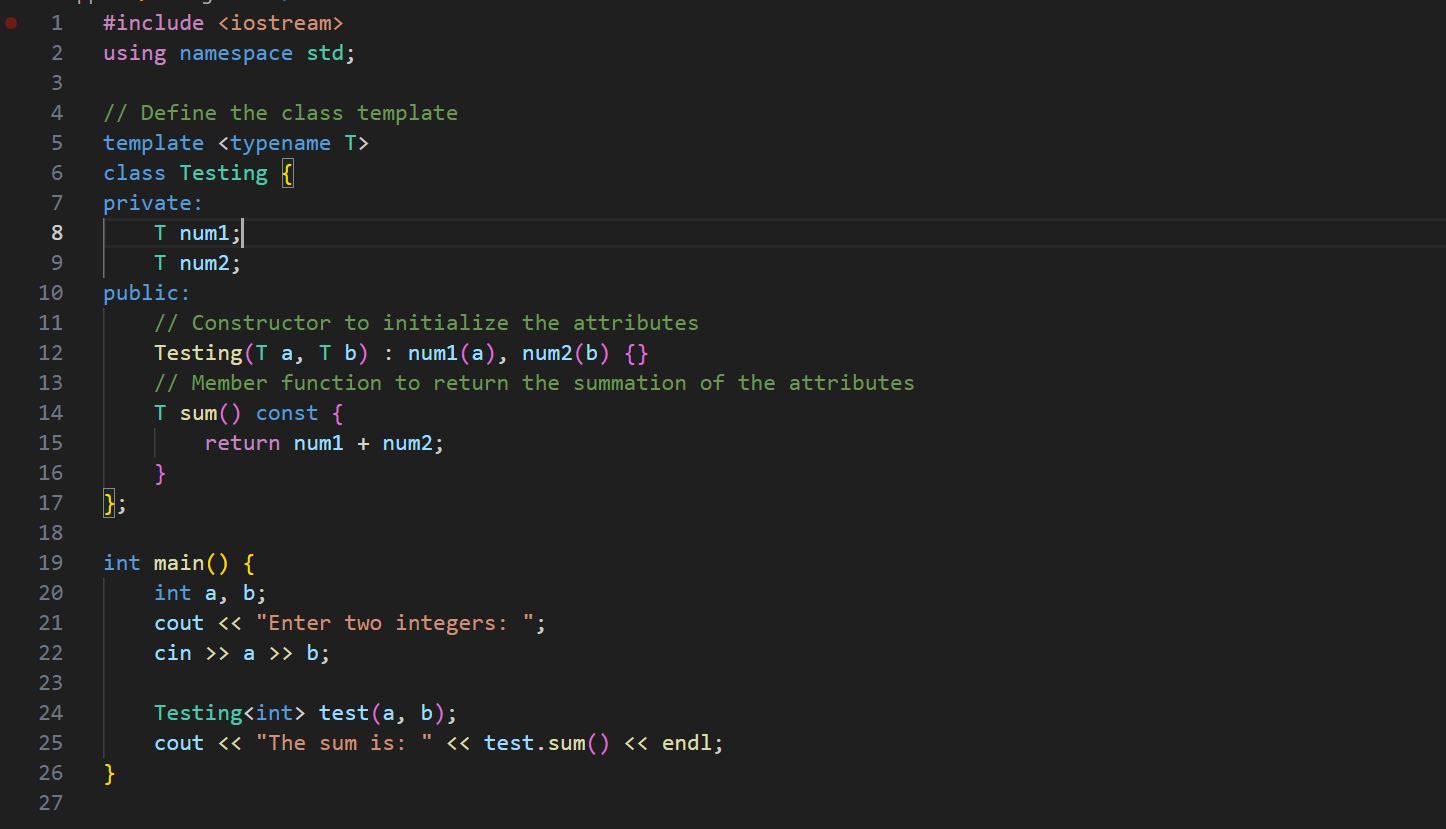 1 #include <iostream>
2 using namespace std;
3
4 // Define the class template
5 template <typename T>
6 class Testing {
7 private:
8     T num1;
9     T num2;
10 public:
11     // Constructor to initialize the attributes
12     Testing(T a, T b) : num1(a), num2(b) {}
13     // Member function to return the summation of the attributes
14     T sum() const {
15         return num1 + num2;
16     }
17 };
18
19 int main() {
20     int a, b;
21     cout << "Enter two integers: ";
22     cin >> a >> b;
23
24     Testing<int> test(a, b);
25     cout << "The sum is: " << test.sum() << endl;
26 }
27